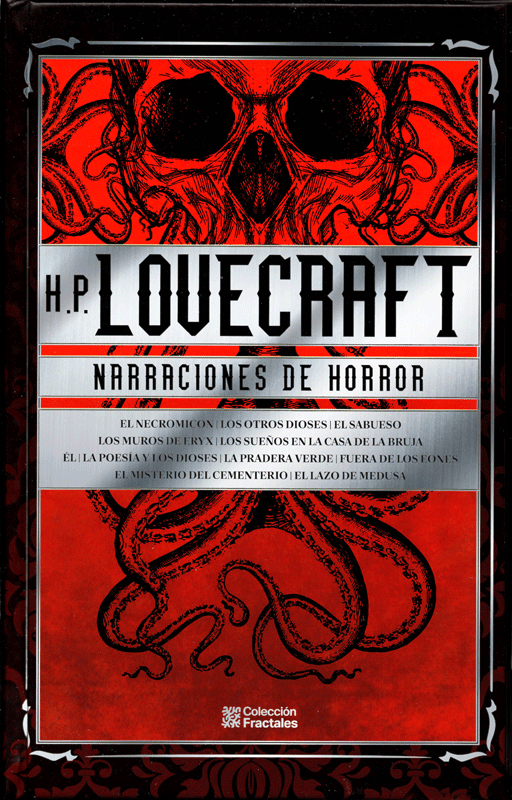 H.P. LOVECRAFT
NARRACIONES DE HORROR
EL NECROMICON | LOS OTROS DIOSES | EL SABUESO
LOS MUROS DE ERYX | LOS SUEÑOS EN LA CASA DE LA BRUJA
ÉL | LA POESÍA Y LOS DIOSES | LA PRADERA VERDE | FUERA DE LOS EONES
EL MISTERIO DEL CEMENTERIO | EL LAZO DE MEDUSA
Colección
Fractales